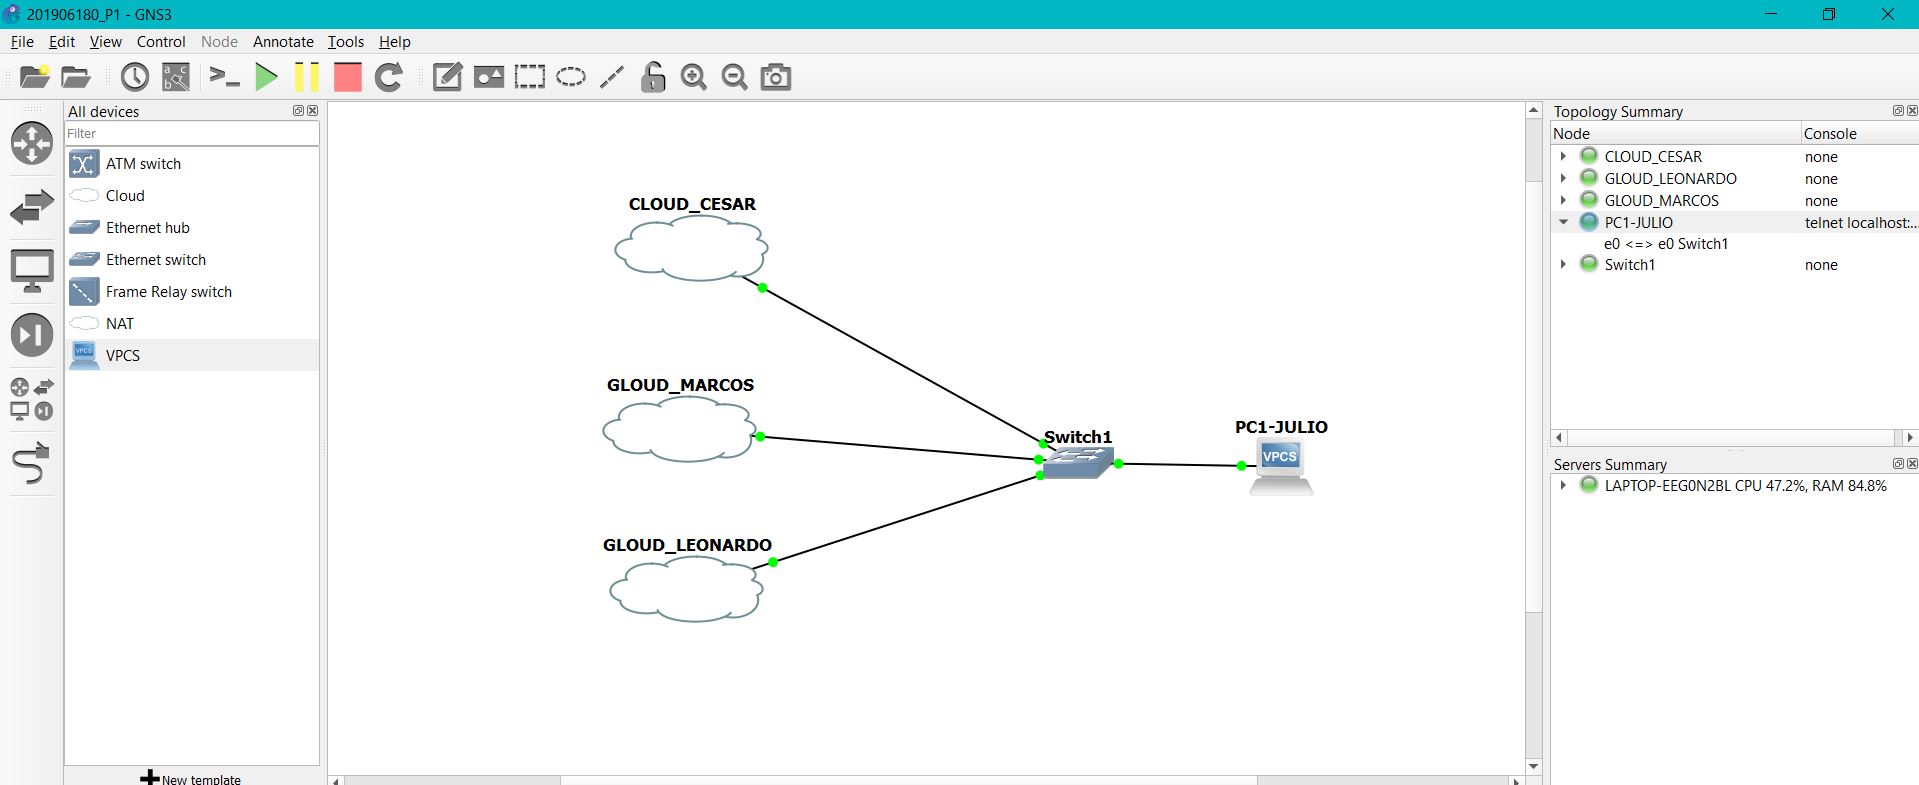 201906180_P1 - GNS3
File Edit View Control Node Annotate Tools Help
All devices
Filter
ATM switch
Cloud
Ethernet hub
Ethernet switch
Frame Relay switch
NAT
VPCS
New template
CLOUD_CESAR
GLOUD_MARCOS
GLOUD_LEONARDO
Switch1
PC1-JULIO
VPCS
Topology Summary
Node Console
CLOUD_CESAR none
GLOUD_LEONARDO none
GLOUD_MARCOS none
PC1-JULIO telnet localhost:...
e0 <=> e0 Switch1
Switch1 none
Servers Summary
LAPTOP-EEG0N2BL CPU 47.2%, RAM 84.8%